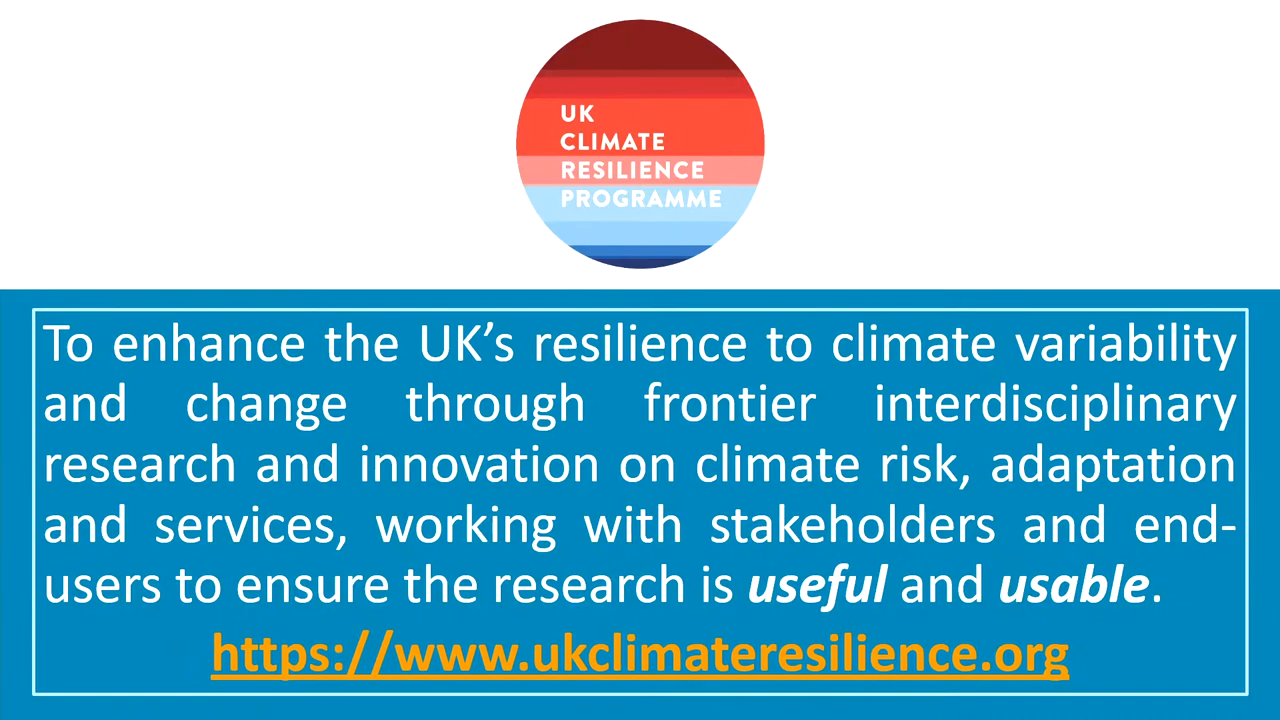 UK
CLIMATE
RESILIENCE
PROGRAMME
To enhance the UK’s resilience to climate variability
and change through frontier interdisciplinary
research and innovation on climate risk, adaptation
and services, working with stakeholders and end-
users to ensure the research is useful and usable.
https://www.ukclimateresilience.org